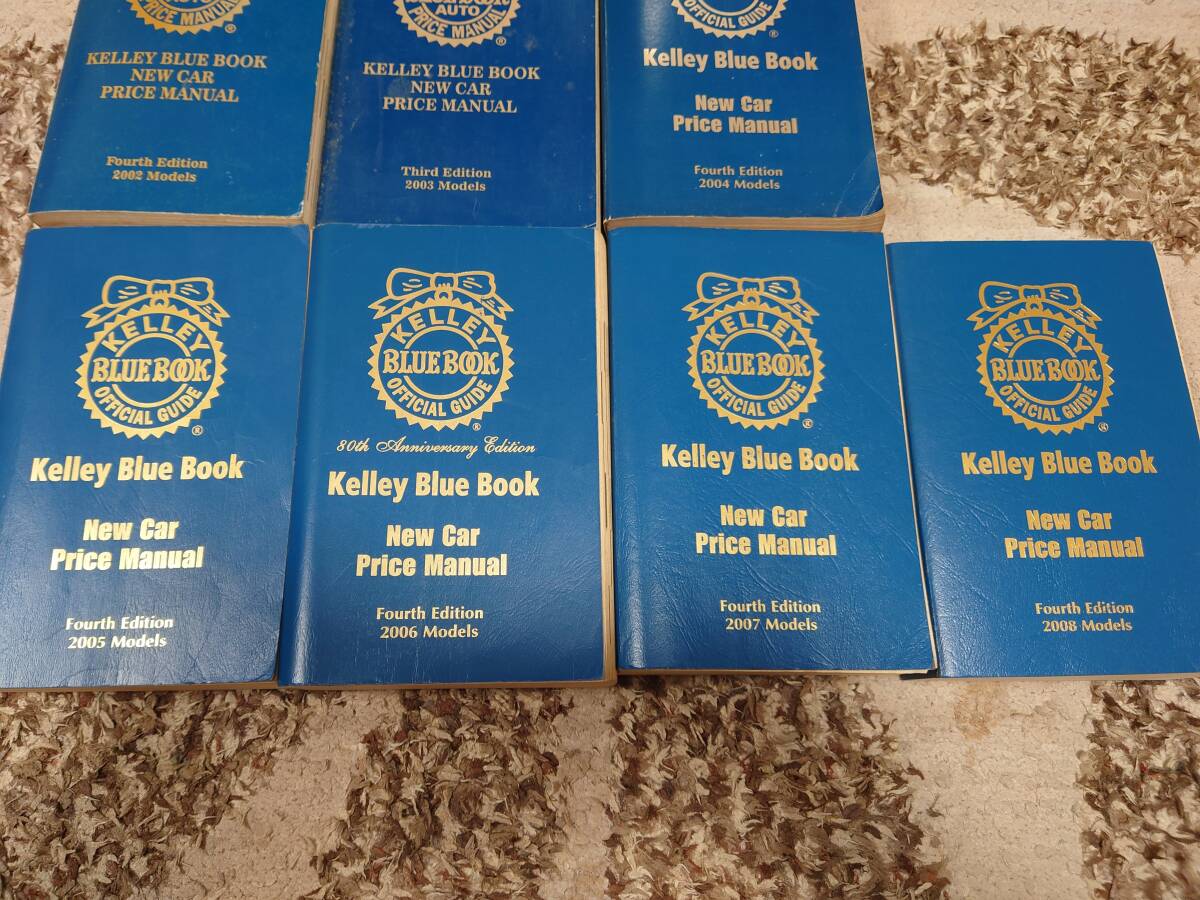 PRICE MANUAL
®
KELLEY BLUE BOOK
NEW CAR
PRICE MANUAL
Fourth Edition
2002 Models
AUTO
PRICE MANUAL
®
KELLEY BLUE BOOK
NEW CAR
PRICE MANUAL
Third Edition
2003 Models
OFFICIAL GUIDE
®
Kelley Blue Book
New Car
Price Manual
Fourth Edition
2004 Models
KELLEY
BLUE BOOK
OFFICIAL GUIDE
®
Kelley Blue Book
New Car
Price Manual
Fourth Edition
2005 Models
KELLEY
BLUE BOOK
OFFICIAL GUIDE
®
80th Anniversary Edition
Kelley Blue Book
New Car
Price Manual
Fourth Edition
2006 Models
KELLEY
BLUE BOOK
OFFICIAL GUIDE
®
Kelley Blue Book
New Car
Price Manual
Fourth Edition
2007 Models
KELLEY
BLUE BOOK
OFFICIAL GUIDE
®
Kelley Blue Book
New Car
Price Manual
Fourth Edition
2008 Models